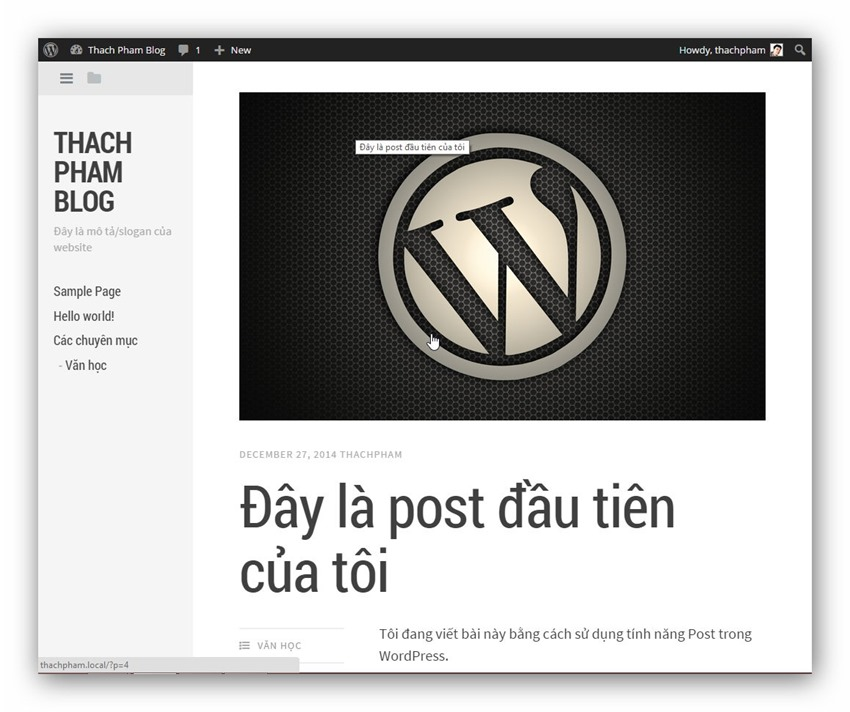 Thach Pham Blog 1 New Howdy, thachpham
THACH
PHAM
BLOG
Đây là mô tả/slogan của
website
Sample Page
Hello world!
Các chuyên mục
- Văn học
Đây là post đầu tiên của tôi
DECEMBER 27, 2014 THACHPHAM
Đây là post đầu tiên
của tôi
VĂN HỌC
Tôi đang viết bài này bằng cách sử dụng tính năng Post trong
WordPress.
thachpham.local/?p=4